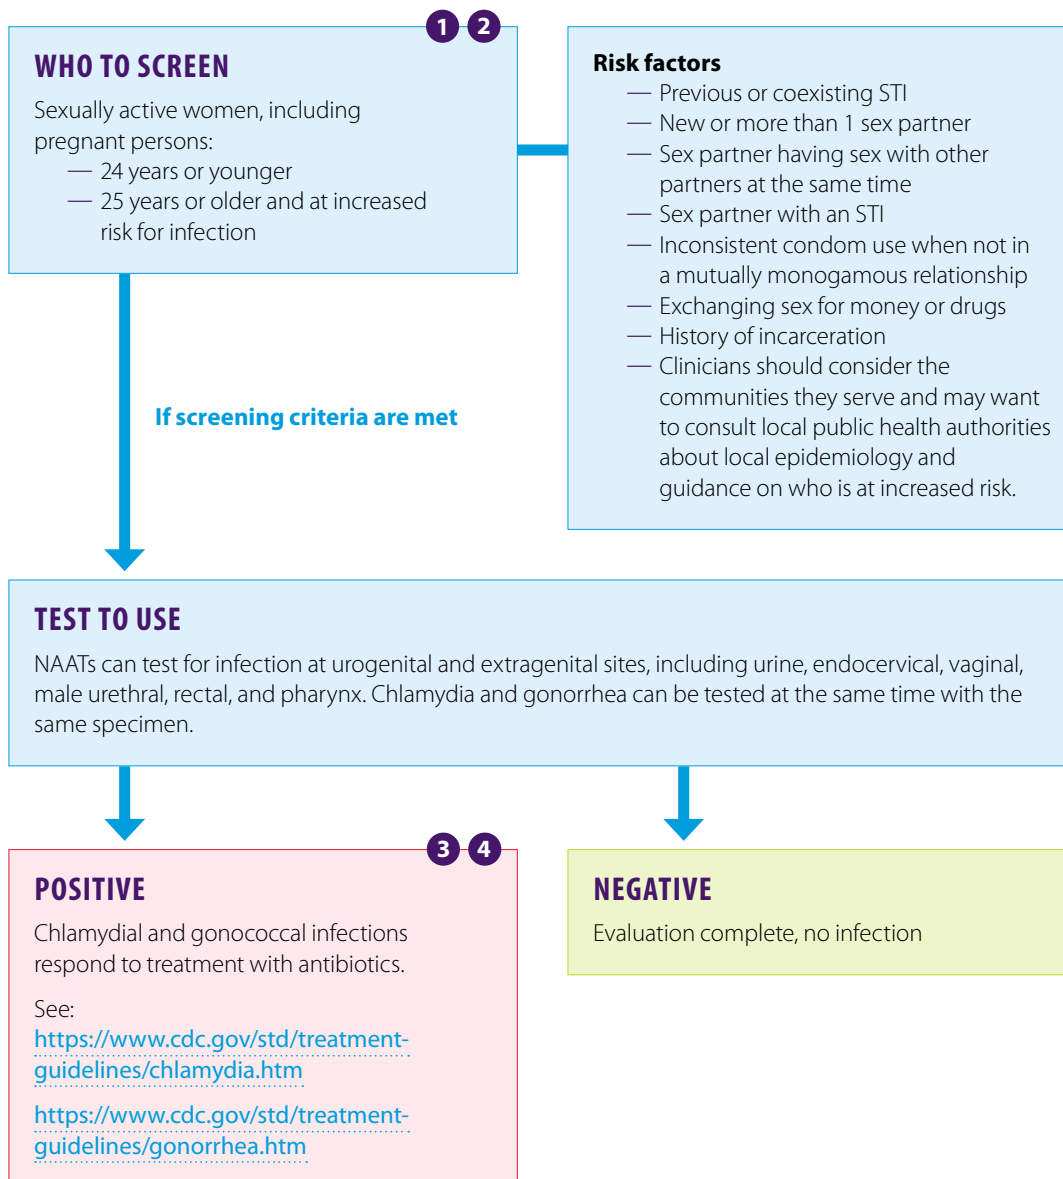 1 2
WHO TO SCREEN
Sexually active women, including
pregnant persons:
— 24 years or younger
— 25 years or older and at increased
risk for infection
Risk factors
— Previous or coexisting STI
— New or more than 1 sex partner
— Sex partner having sex with other
partners at the same time
— Sex partner with an STI
— Inconsistent condom use when not in
a mutually monogamous relationship
— Exchanging sex for money or drugs
— History of incarceration
— Clinicians should consider the
communities they serve and may want
to consult local public health authorities
about local epidemiology and
guidance on who is at increased risk.
If screening criteria are met
TEST TO USE
NAATs can test for infection at urogenital and extragenital sites, including urine, endocervical, vaginal,
male urethral, rectal, and pharynx. Chlamydia and gonorrhea can be tested at the same time with the
same specimen.
3 4
POSITIVE
Chlamydial and gonococcal infections
respond to treatment with antibiotics.
See:
https://www.cdc.gov/std/treatment-
guidelines/chlamydia.htm
https://www.cdc.gov/std/treatment-
guidelines/gonorrhea.htm
NEGATIVE
Evaluation complete, no infection